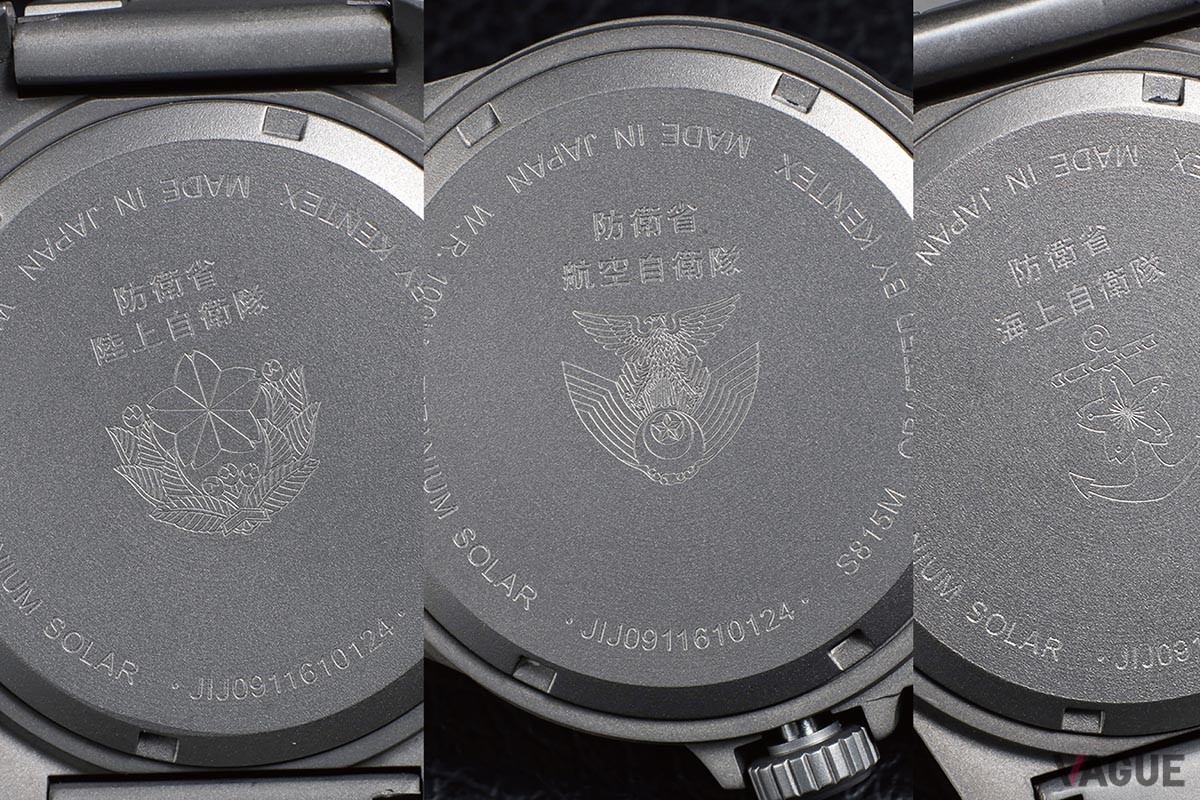 MADE IN JAPAN
BY KENTEX
防衛省
陸上自衛隊
SOLAR
・JIJ0911610124・
W.R.
MADE IN JAPAN
BY KENTEX
防衛省
航空自衛隊
SOLAR
・JIJ0911610124・
S815M
MADE IN JAPAN
防衛省
海上自衛隊
SOLAR
VAGUE